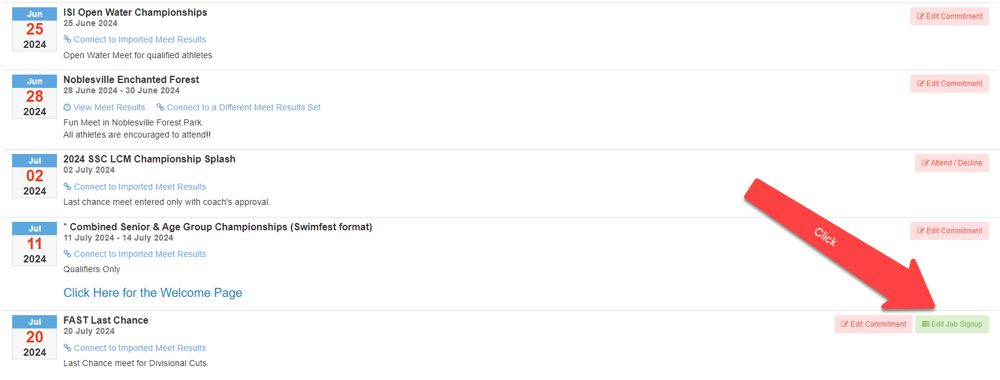 Jun
25
2024
ISI Open Water Championships
25 June 2024
Connect to Imported Meet Results
Open Water Meet for qualified athletes
Edit Commitment
Jun
28
2024
Noblesville Enchanted Forest
28 June 2024 - 30 June 2024
View Meet Results Connect to a Different Meet Results Set
Fun Meet in Noblesville Forest Park.
All athletes are encouraged to attend!!
Edit Commitment
Jul
02
2024
2024 SSC LCM Championship Splash
02 July 2024
Connect to Imported Meet Results
Last chance meet entered only with coach's approval.
Attend / Decline
Jul
11
2024
* Combined Senior & Age Group Championships (Swimfest format)
11 July 2024 - 14 July 2024
Connect to Imported Meet Results
Qualifiers Only
Click Here for the Welcome Page
Edit Commitment
Click
Jul
20
2024
FAST Last Chance
20 July 2024
Connect to Imported Meet Results
Last Chance meet for Divisional Cuts
Edit Commitment Edit Job Signup